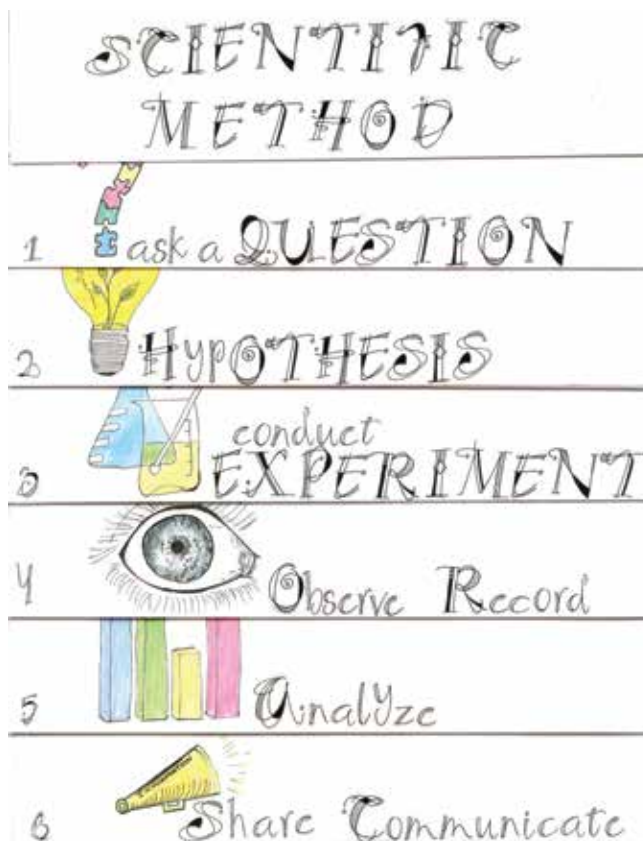 SCIENTIFIC
METHOD
1 ask a QUESTION
2 HypOTHESIS
3 conduct
EXPERIMENT
4 Observe Record
5 Analyze
6 Share Communicate